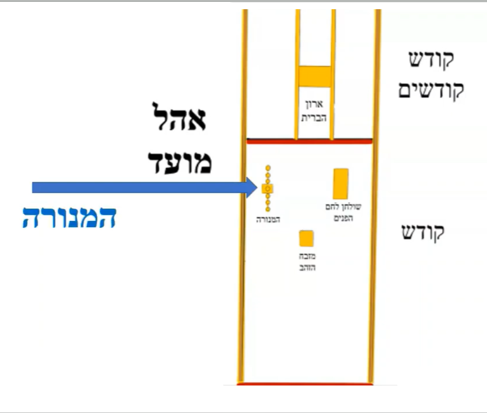 קודש
קודשים
ארון
הברית
אהל
מועד
המנורה
המנורה
שולחן לחם
הפנים
קודש
מזבח
הזהב